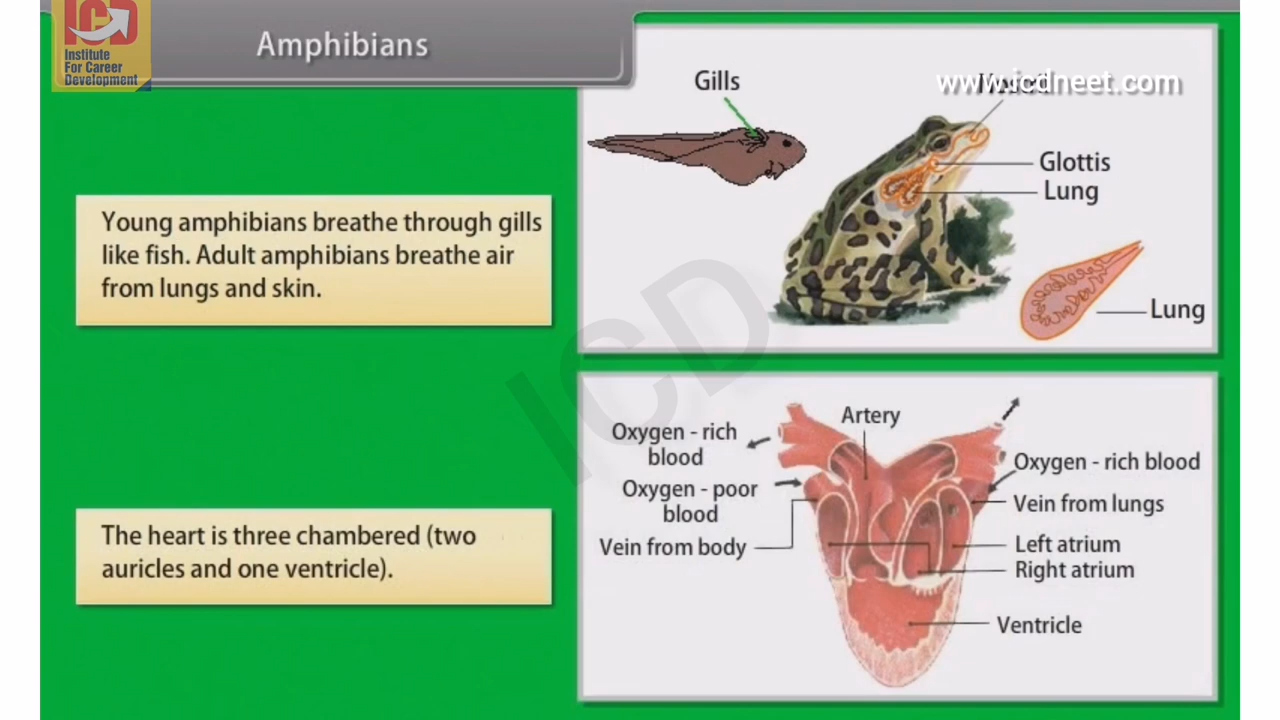 ICD
Institute
For Career
Development
Amphibians
www.icdneet.com
Gills
Glottis
Lung
Lung
Young amphibians breathe through gills
like fish. Adult amphibians breathe air
from lungs and skin.
ICD
The heart is three chambered (two
auricles and one ventricle).
Artery
Oxygen - rich
blood
Oxygen - poor
blood
Vein from body
Oxygen - rich blood
Vein from lungs
Left atrium
Right atrium
Ventricle